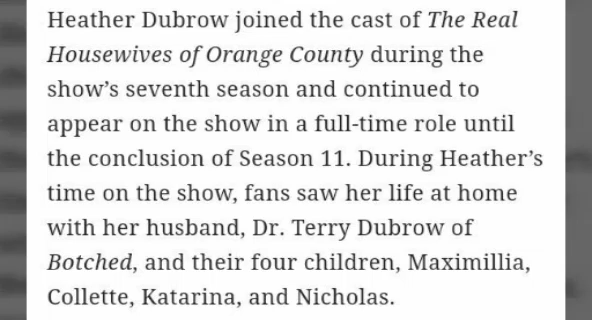 Heather Dubrow joined the cast of The Real
Housewives of Orange County during the
show’s seventh season and continued to
appear on the show in a full-time role until
the conclusion of Season 11. During Heather’s
time on the show, fans saw her life at home
with her husband, Dr. Terry Dubrow of
Botched, and their four children, Maximillia,
Collette, Katarina, and Nicholas.